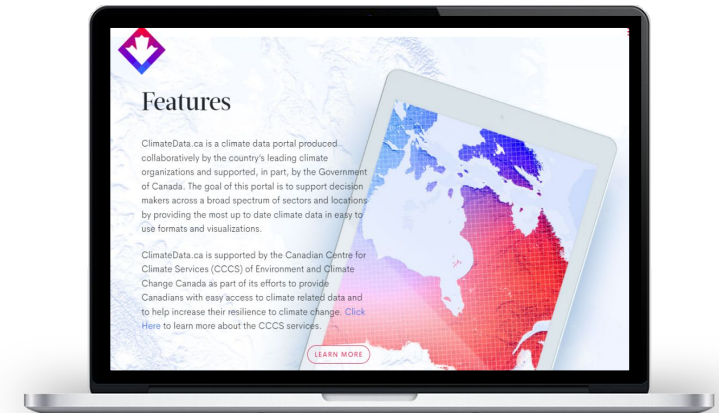 Features
ClimateData.ca is a climate data portal produced
collaboratively by the country's leading climate
organizations and supported, in part, by the Government
of Canada. The goal of this portal is to support decision
makers across a broad spectrum of sectors and locations
by providing the most up to date climate data in easy to
use formats and visualizations.
ClimateData.ca is supported by the Canadian Centre for
Climate Services (CCCS) of Environment and Climate
Change Canada as part of its efforts to provide
Canadians with easy access to climate related data and
to help increase their resilience to climate change. Click
Here to learn more about the CCCS services.
LEARN MORE